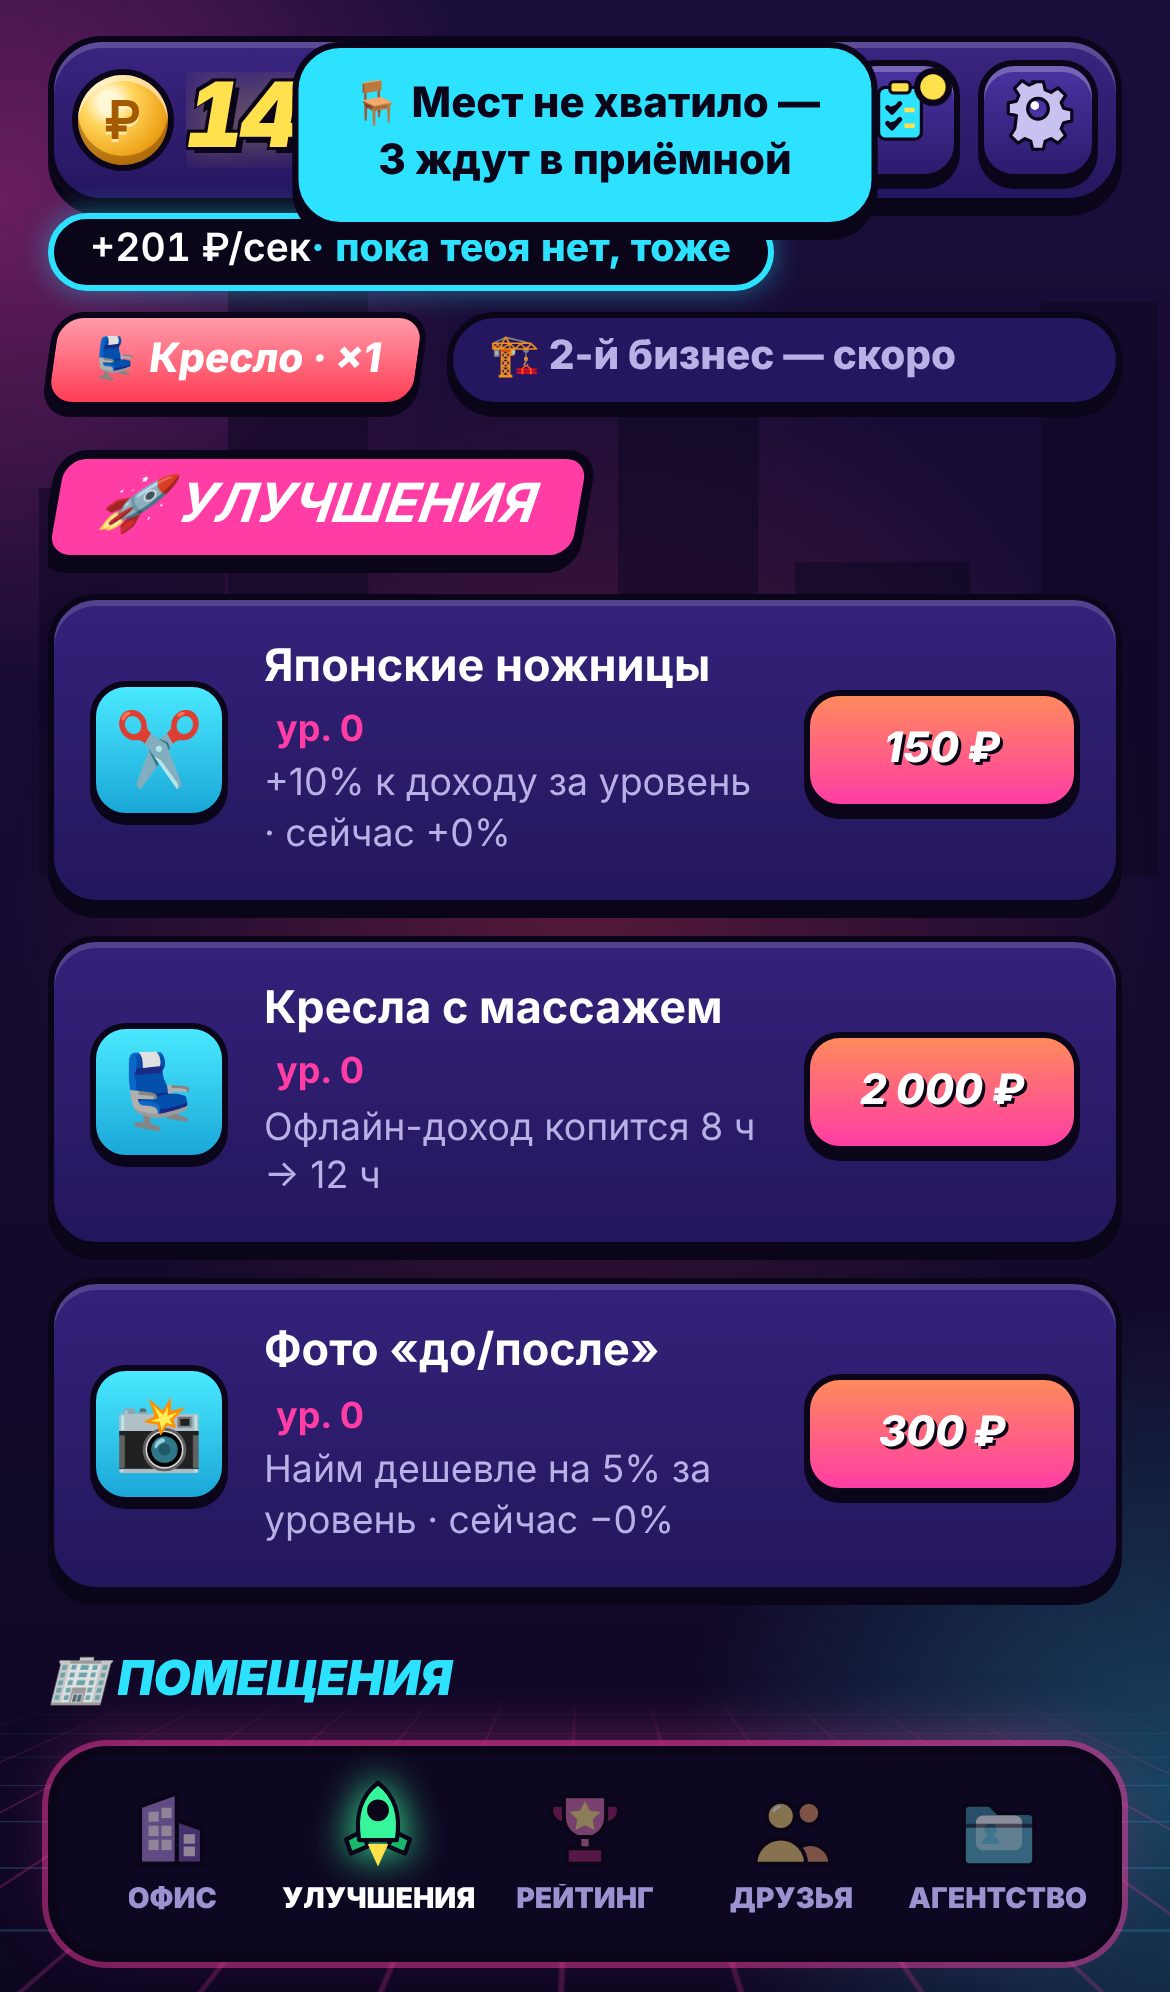 14
🪑 Мест не хватило —
3 ждут в приёмной
+201 ₽/сек · пока тебя нет, тоже
💺 Кресло · ×1
🏗️ 2-й бизнес — скоро
🚀 УЛУЧШЕНИЯ
Японские ножницы
ур. 0
+10% к доходу за уровень
· сейчас +0%
150 ₽
Кресла с массажем
ур. 0
Офлайн-доход копится 8 ч
→ 12 ч
2 000 ₽
Фото «до/после»
ур. 0
Найм дешевле на 5% за
уровень · сейчас −0%
300 ₽
🏢 ПОМЕЩЕНИЯ
ОФИС
УЛУЧШЕНИЯ
РЕЙТИНГ
ДРУЗЬЯ
АГЕНТСТВО